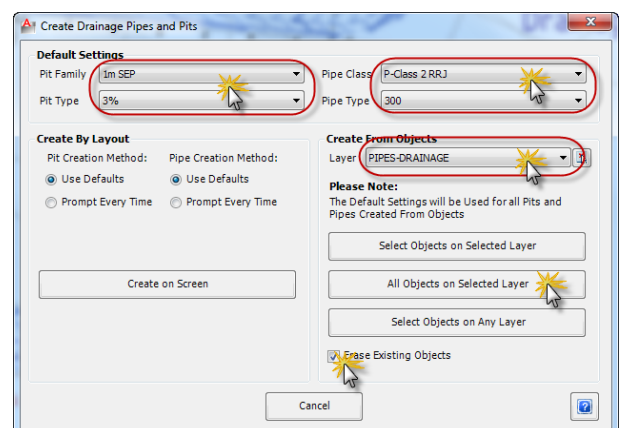 Create Drainage Pipes and Pits
Default Settings
Pit Family 1m SEP
Pipe Class P-Class 2 RRJ
Pit Type 3%
Pipe Type 300
Create By Layout
Pit Creation Method: Pipe Creation Method:
Use Defaults Use Defaults
Prompt Every Time Prompt Every Time
Create on Screen
Create From Objects
Layer PIPES-DRAINAGE
Please Note:
The Default Settings will be Used for all Pits and
Pipes Created From Objects
Select Objects on Selected Layer
All Objects on Selected Layer
Select Objects on Any Layer
Erase Existing Objects
Cancel